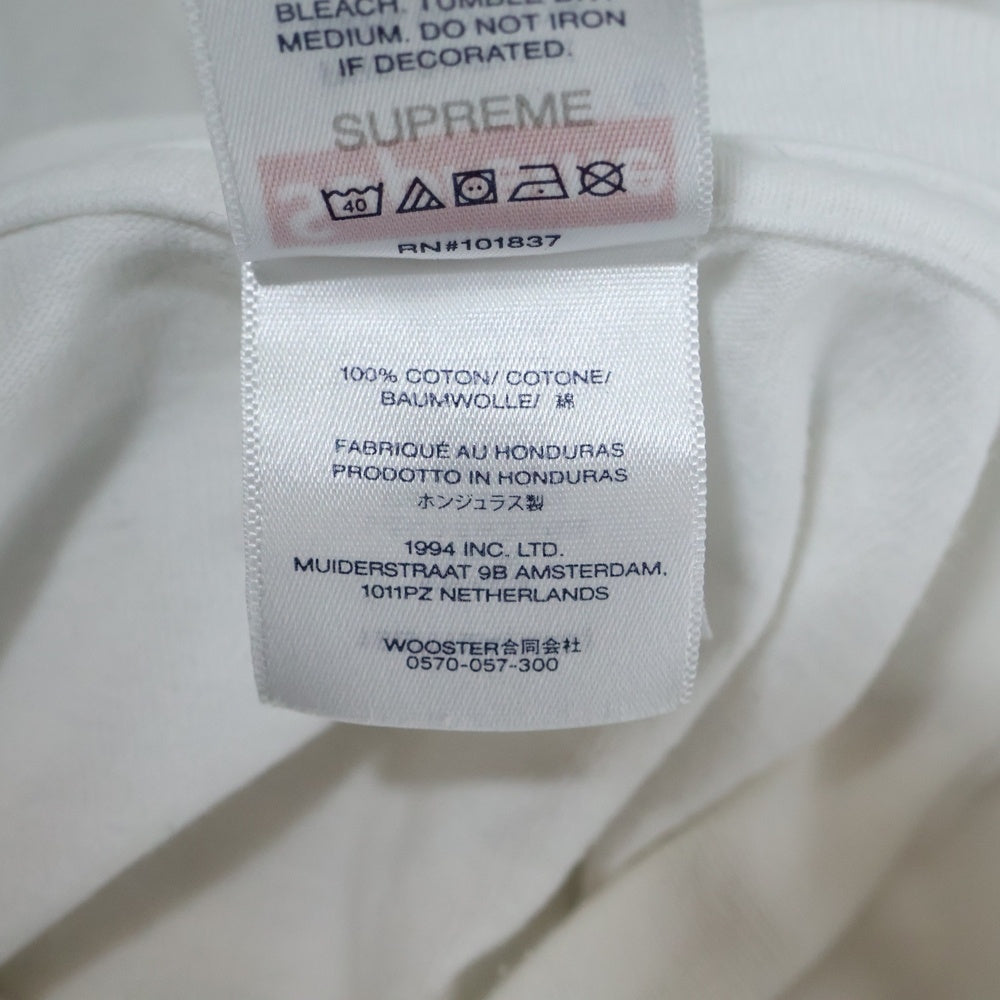 BLEACH. TUMBLE DRY
MEDIUM. DO NOT IRON
IF DECORATED.
SUPREME
40
RN#101837
100% COTON/ COTONE/
BAUMWOLLE/ 綿
FABRIQUÉ AU HONDURAS
PRODOTTO IN HONDURAS
ホンジュラス製
1994 INC. LTD.
MUIDERSTRAAT 9B AMSTERDAM,
1011PZ NETHERLANDS
WOOSTER合同会社
0570-057-300